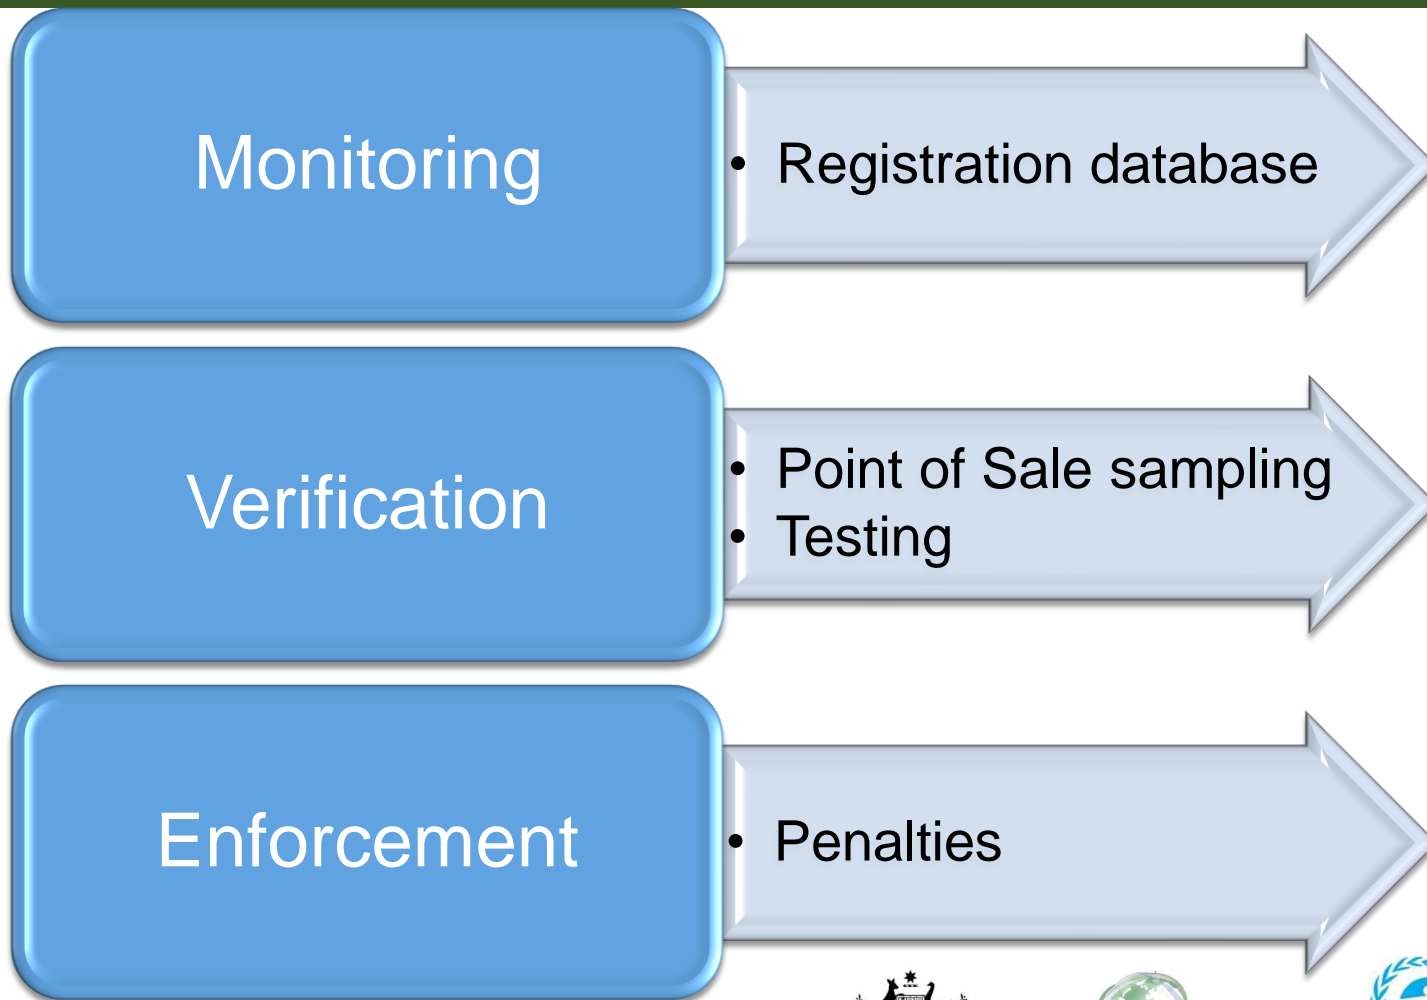 Monitoring
• Registration database
Verification
• Point of Sale sampling
• Testing
Enforcement
• Penalties